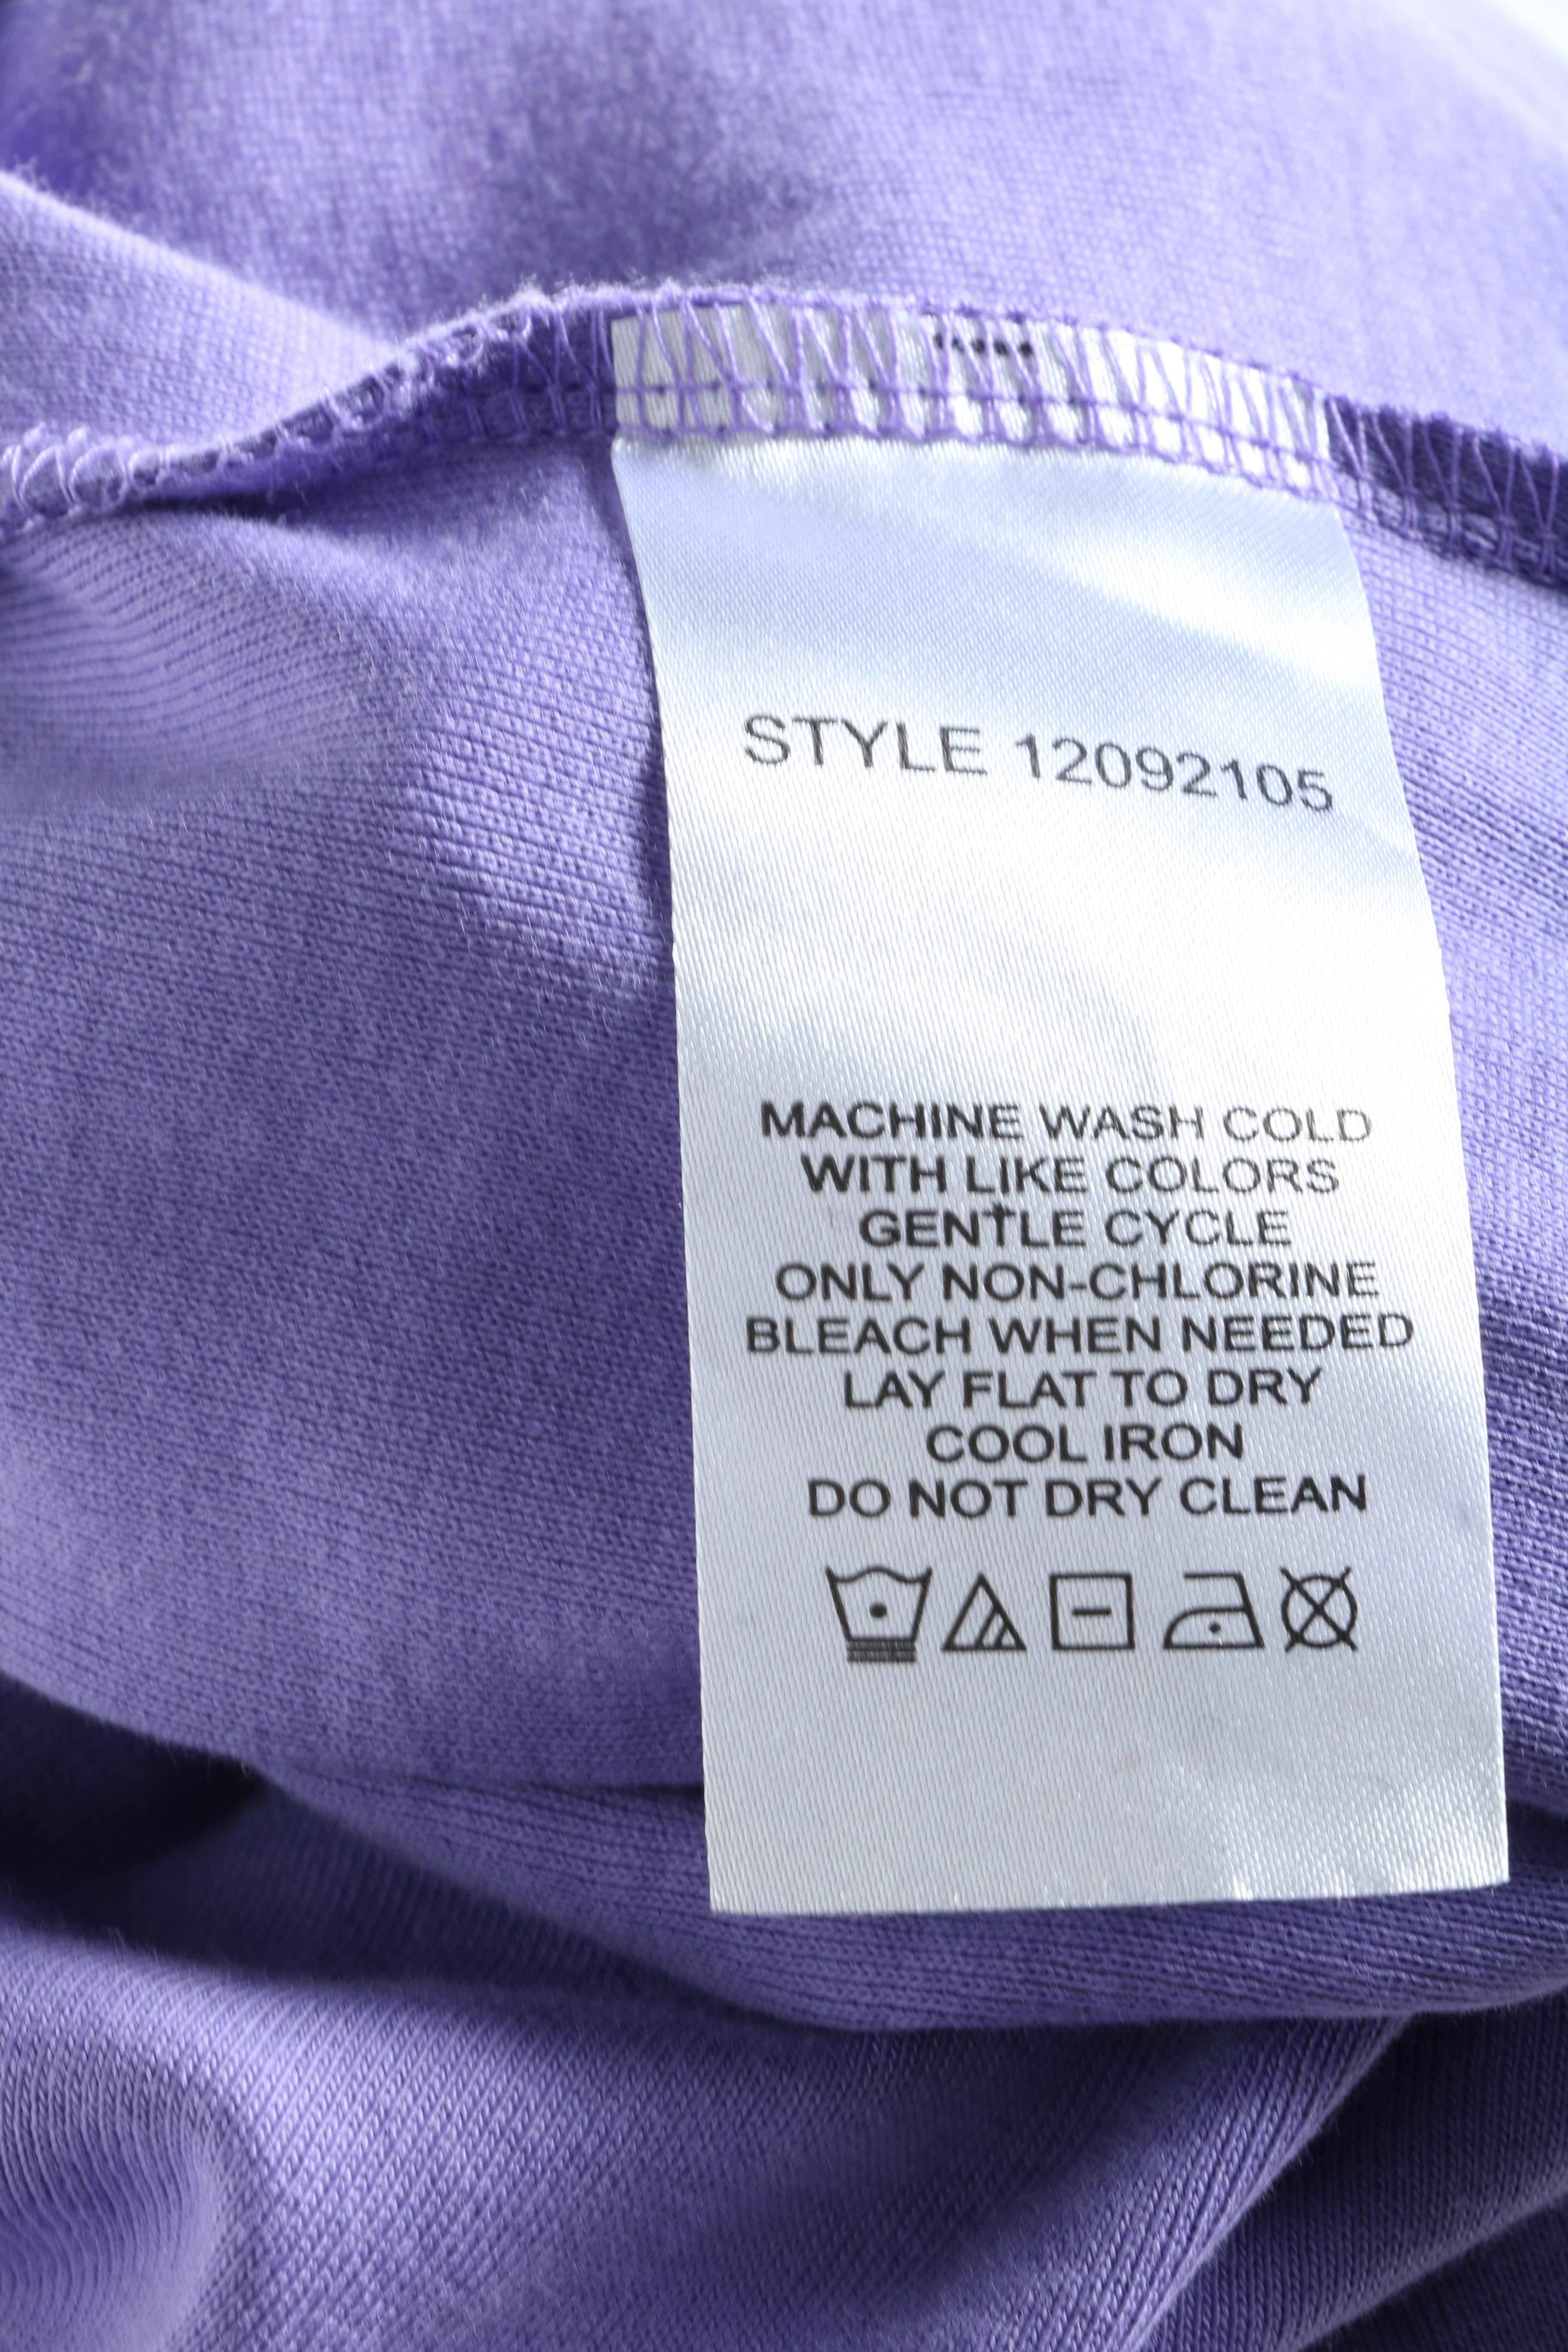 STYLE 12092105
MACHINE WASH COLD
WITH LIKE COLORS
GENTLE CYCLE
ONLY NON-CHLORINE
BLEACH WHEN NEEDED
LAY FLAT TO DRY
COOL IRON
DO NOT DRY CLEAN